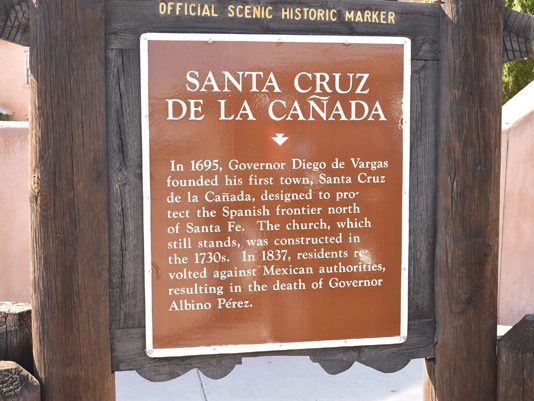 OFFICIAL SCENIC HISTORIC MARKER
SANTA CRUZ
DE LA CAÑADA
In 1695, Governor Diego de Vargas
founded his first town, Santa Cruz
de la Cañada, designed to pro-
tect the Spanish frontier north
of Santa Fe. The church, which
still stands, was constructed in
the 1730s. In 1837, residents re-
volted against Mexican authorities,
resulting in the death of Governor
Albino Pérez.